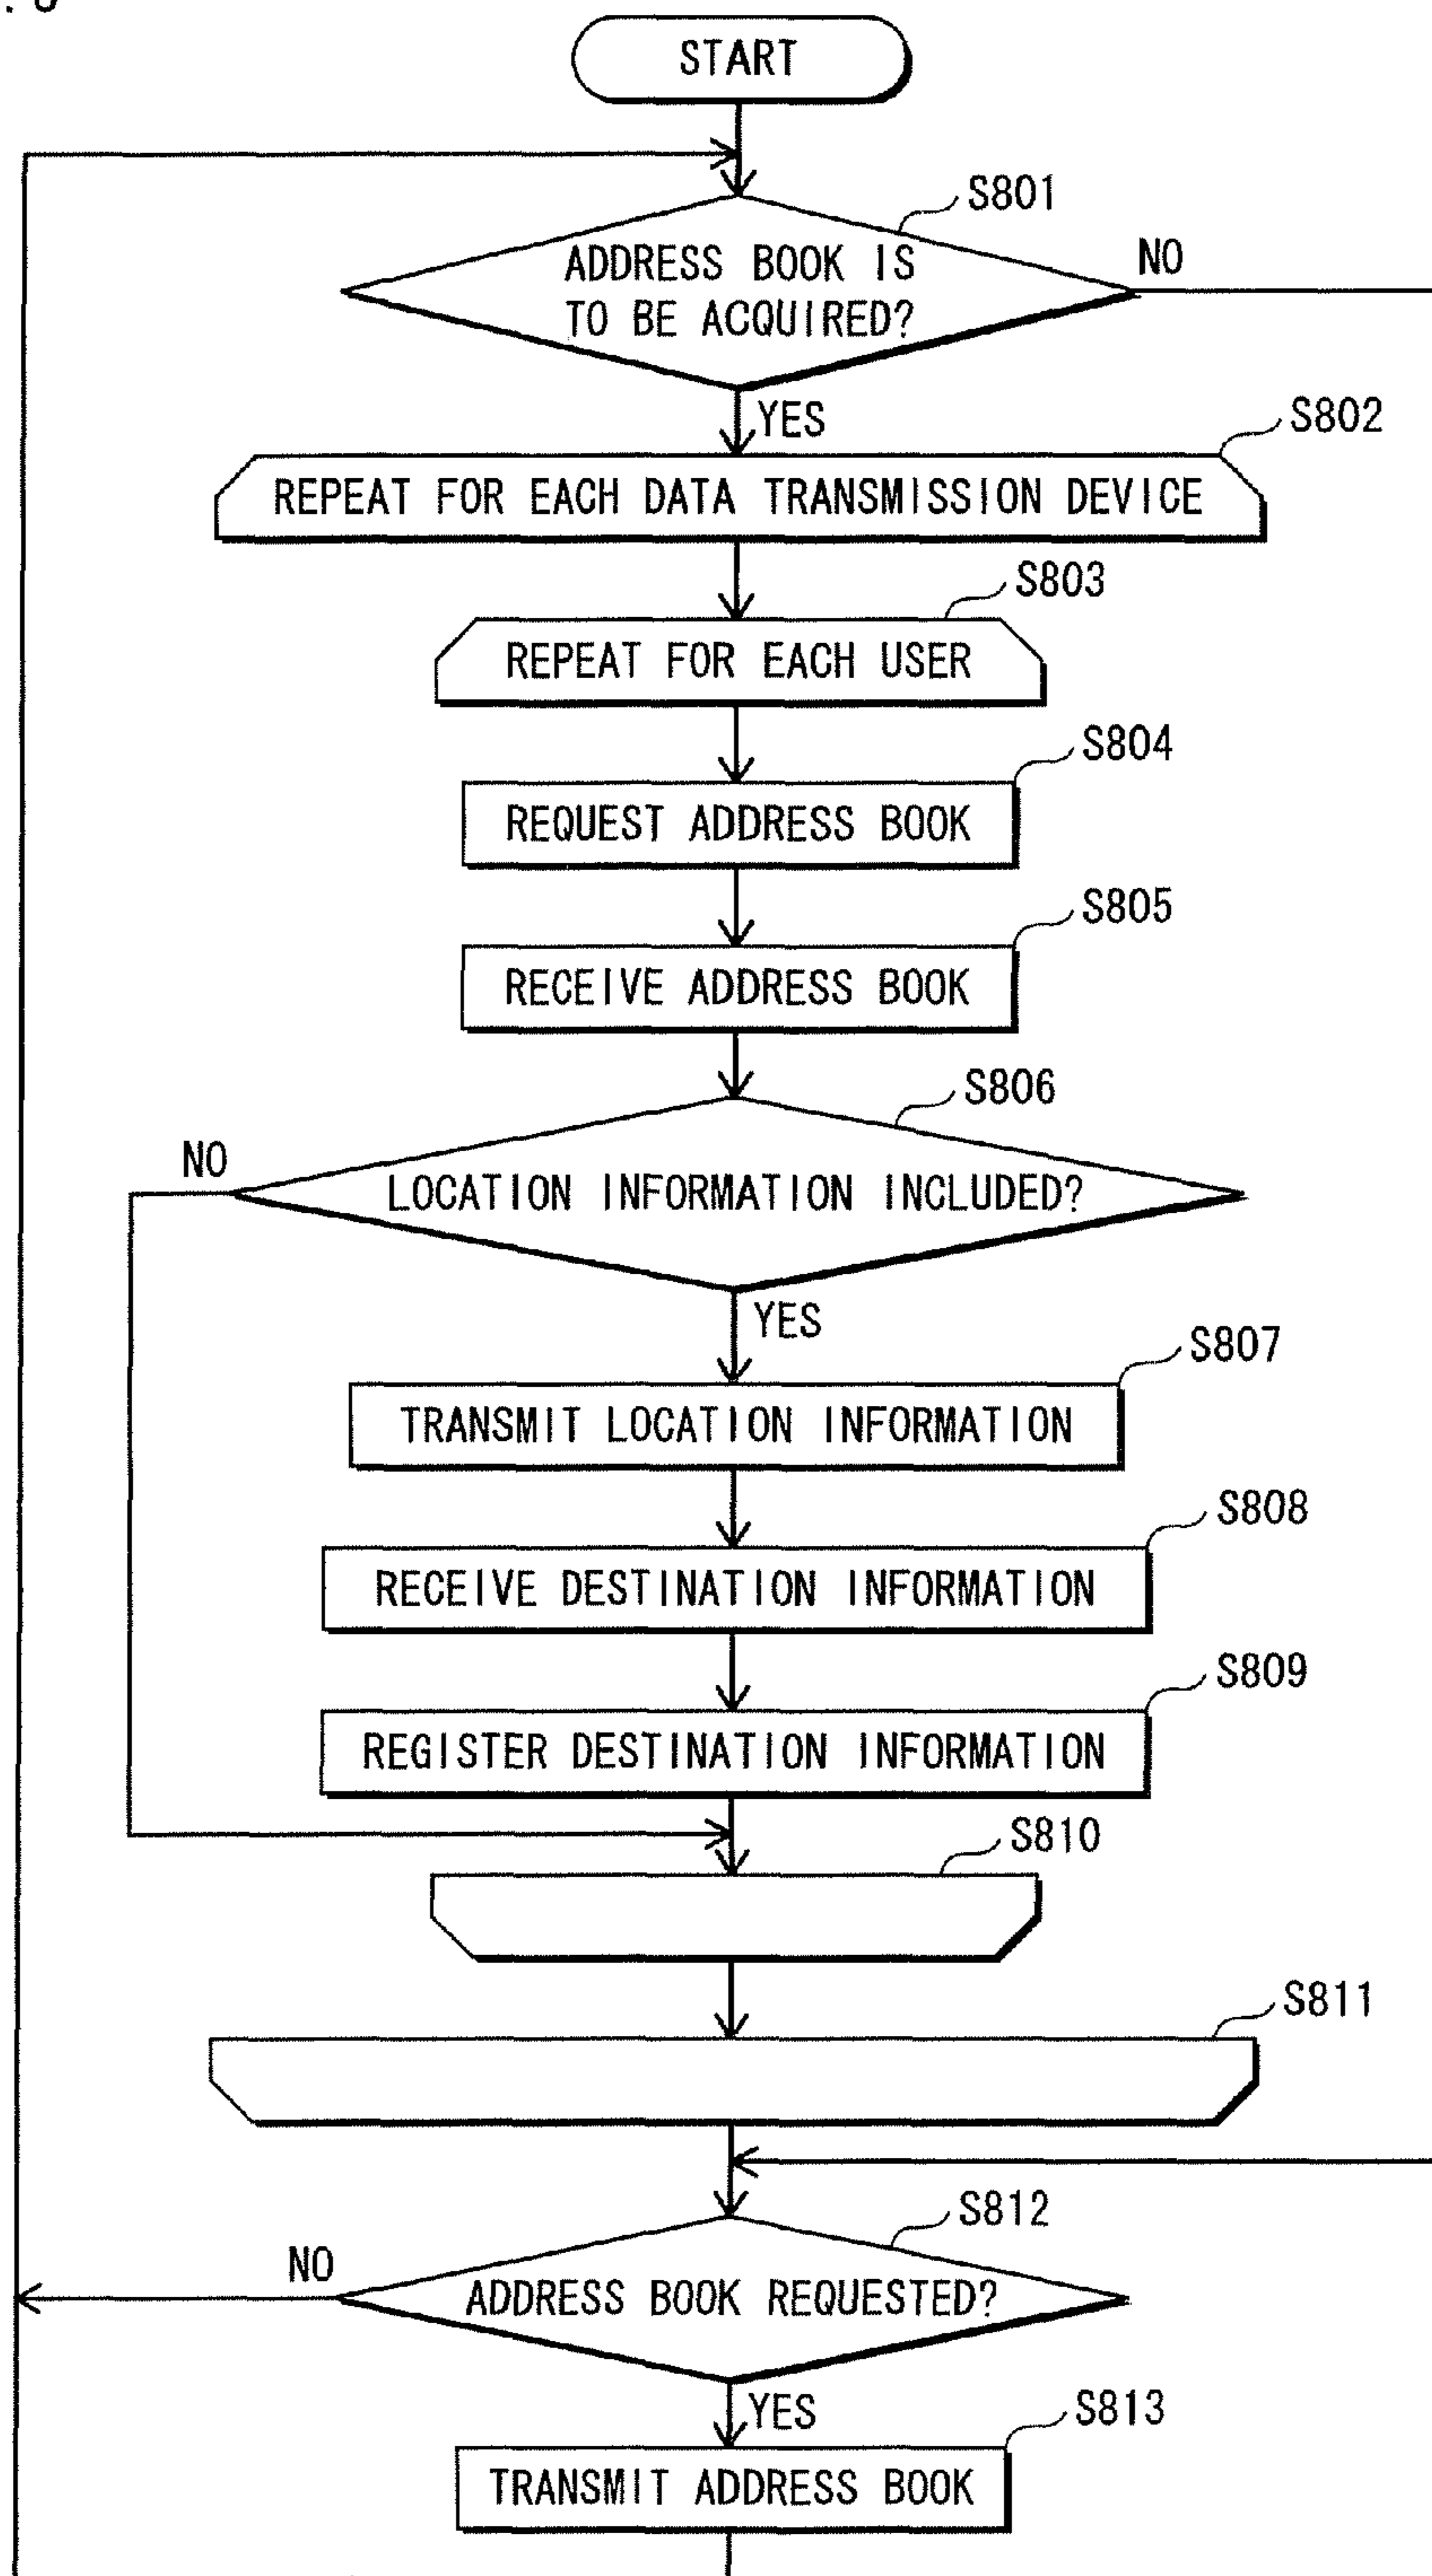 START
S801
ADDRESS BOOK IS
TO BE ACQUIRED?
NO
YES
S802
REPEAT FOR EACH DATA TRANSMISSION DEVICE
S803
REPEAT FOR EACH USER
S804
REQUEST ADDRESS BOOK
S805
RECEIVE ADDRESS BOOK
S806
NO
LOCATION INFORMATION INCLUDED?
YES
S807
TRANSMIT LOCATION INFORMATION
S808
RECEIVE DESTINATION INFORMATION
S809
REGISTER DESTINATION INFORMATION
S810
S811
S812
NO
ADDRESS BOOK REQUESTED?
YES
S813
TRANSMIT ADDRESS BOOK